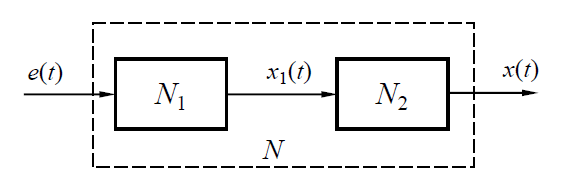 e(t) x₁(t) x(t)
N₁ N₂
N